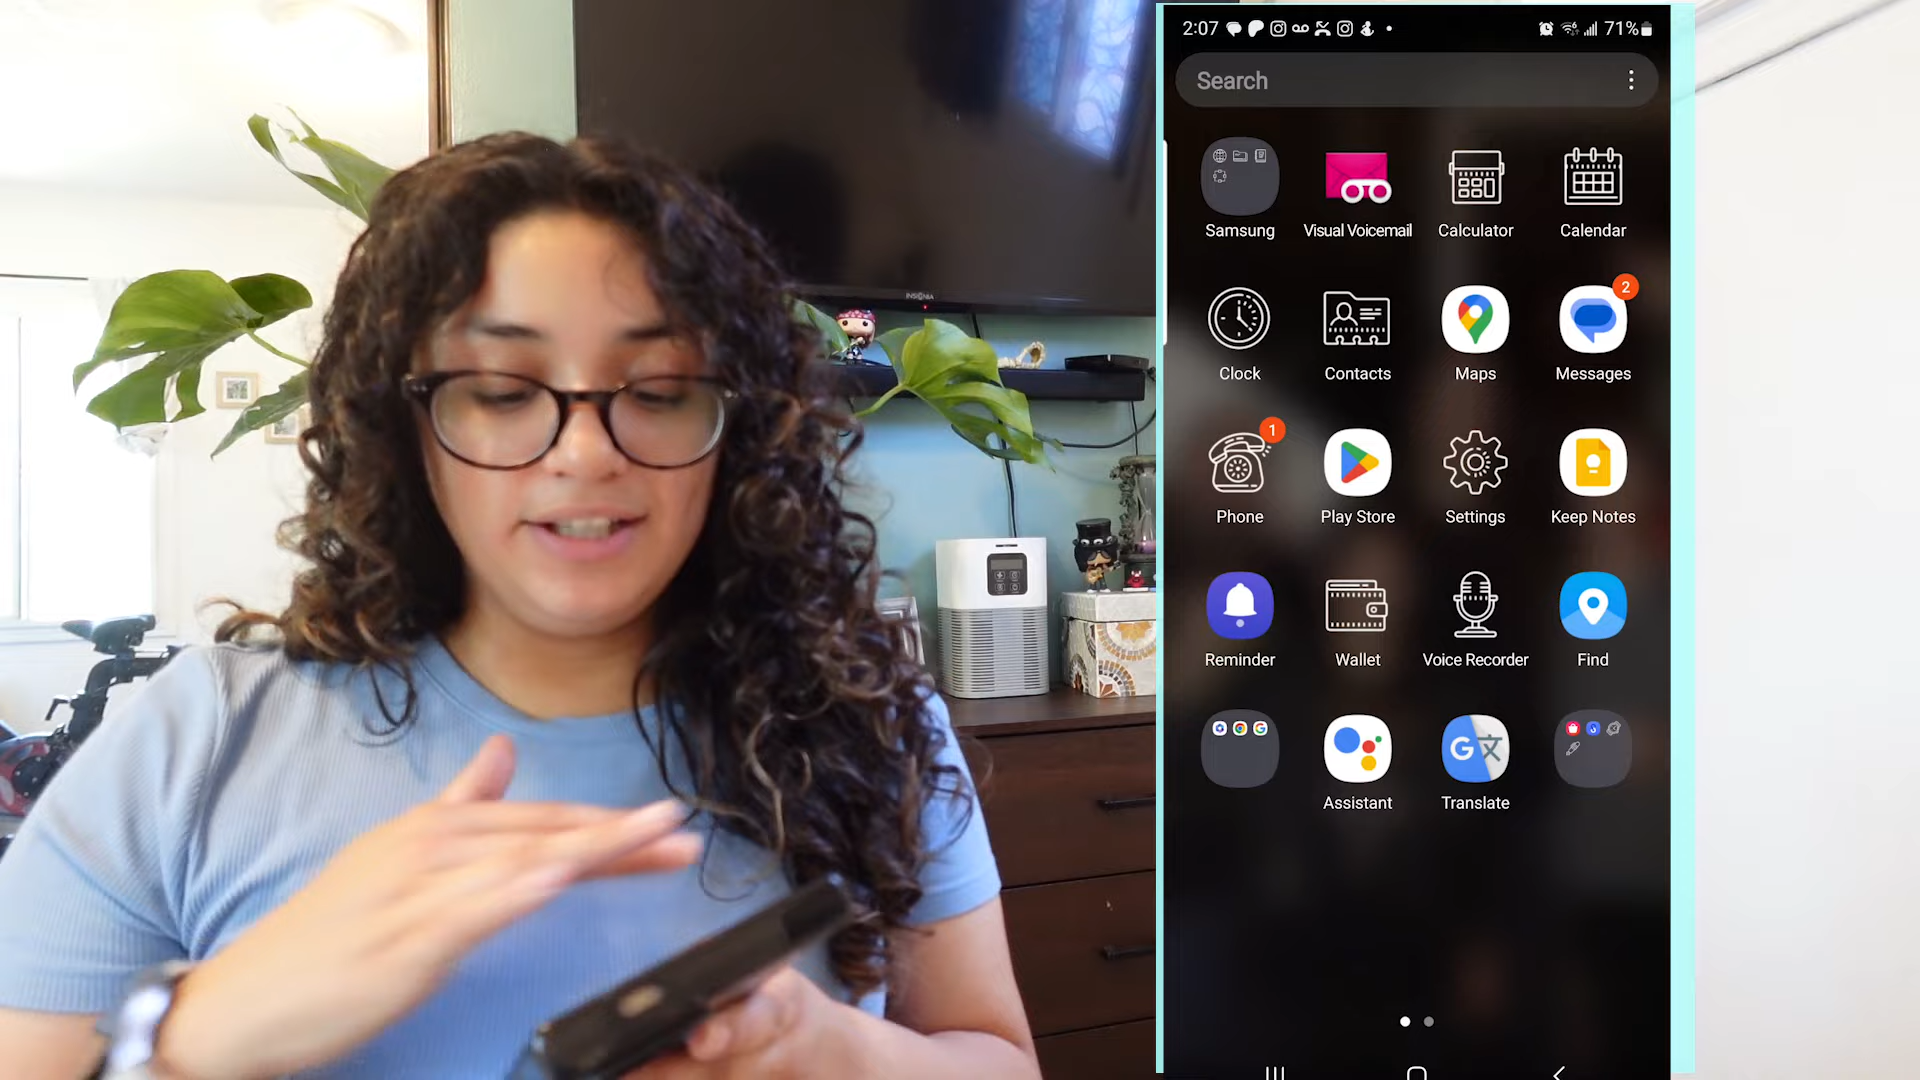 2:07 71%
Search
Samsung Visual Voicemail Calculator Calendar
2
Clock Contacts Maps Messages
1
Phone Play Store Settings Keep Notes
Reminder Wallet Voice Recorder Find
Assistant Translate
INSIGNIA